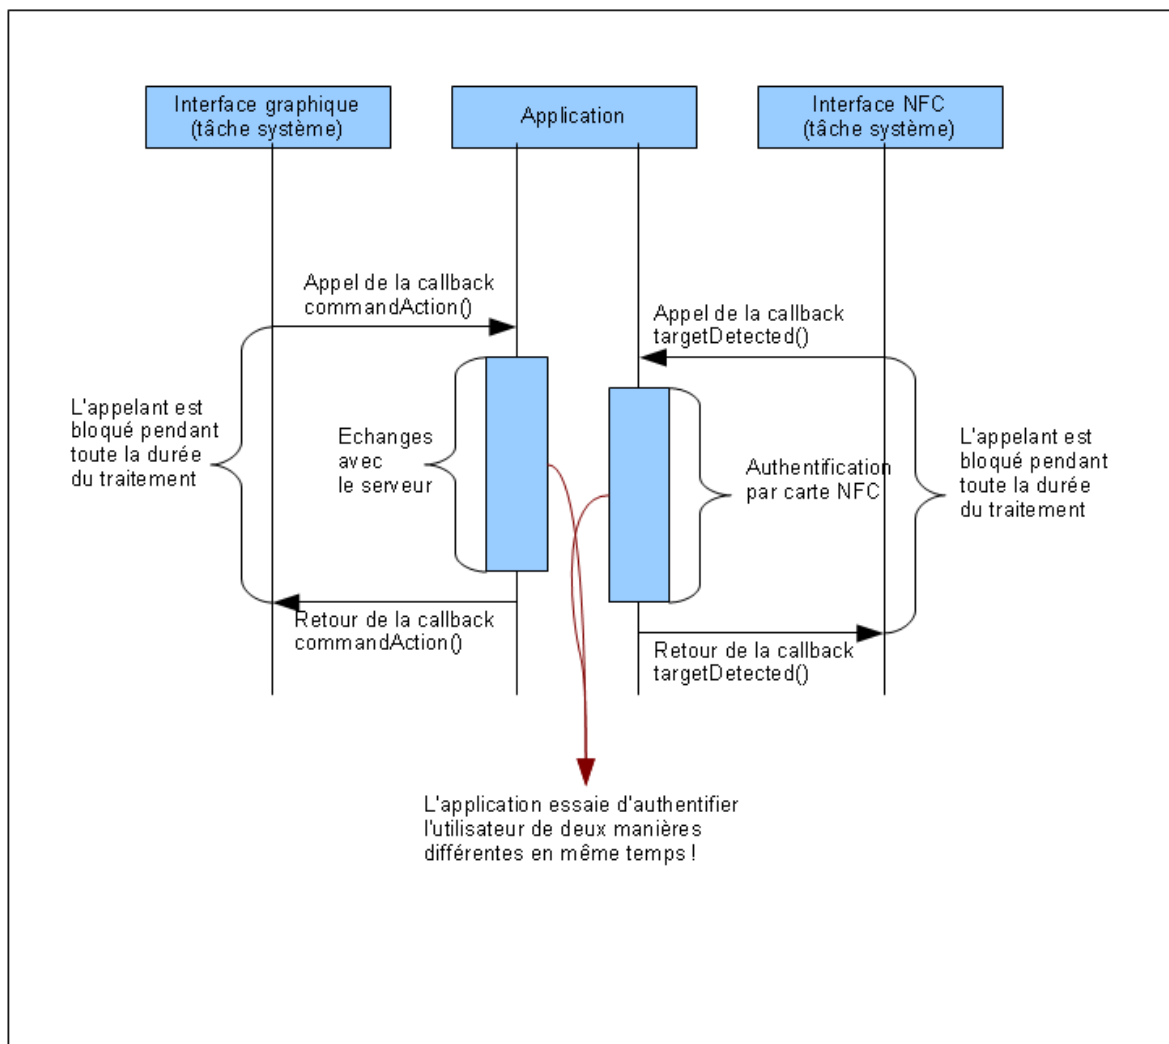 Interface graphique
(tâche système)
Application
Interface NFC
(tâche système)
Appel de la callback
commandAction()
Appel de la callback
targetDetected()
L'appelant est
bloqué pendant
toute la durée
du traitement
Echanges
avec
le serveur
Authentification
par carte NFC
L'appelant est
bloqué pendant
toute la durée
du traitement
Retour de la callback
commandAction()
Retour de la callback
targetDetected()
L'application essaie d'authentifier
l'utilisateur de deux manières
différentes en même temps !